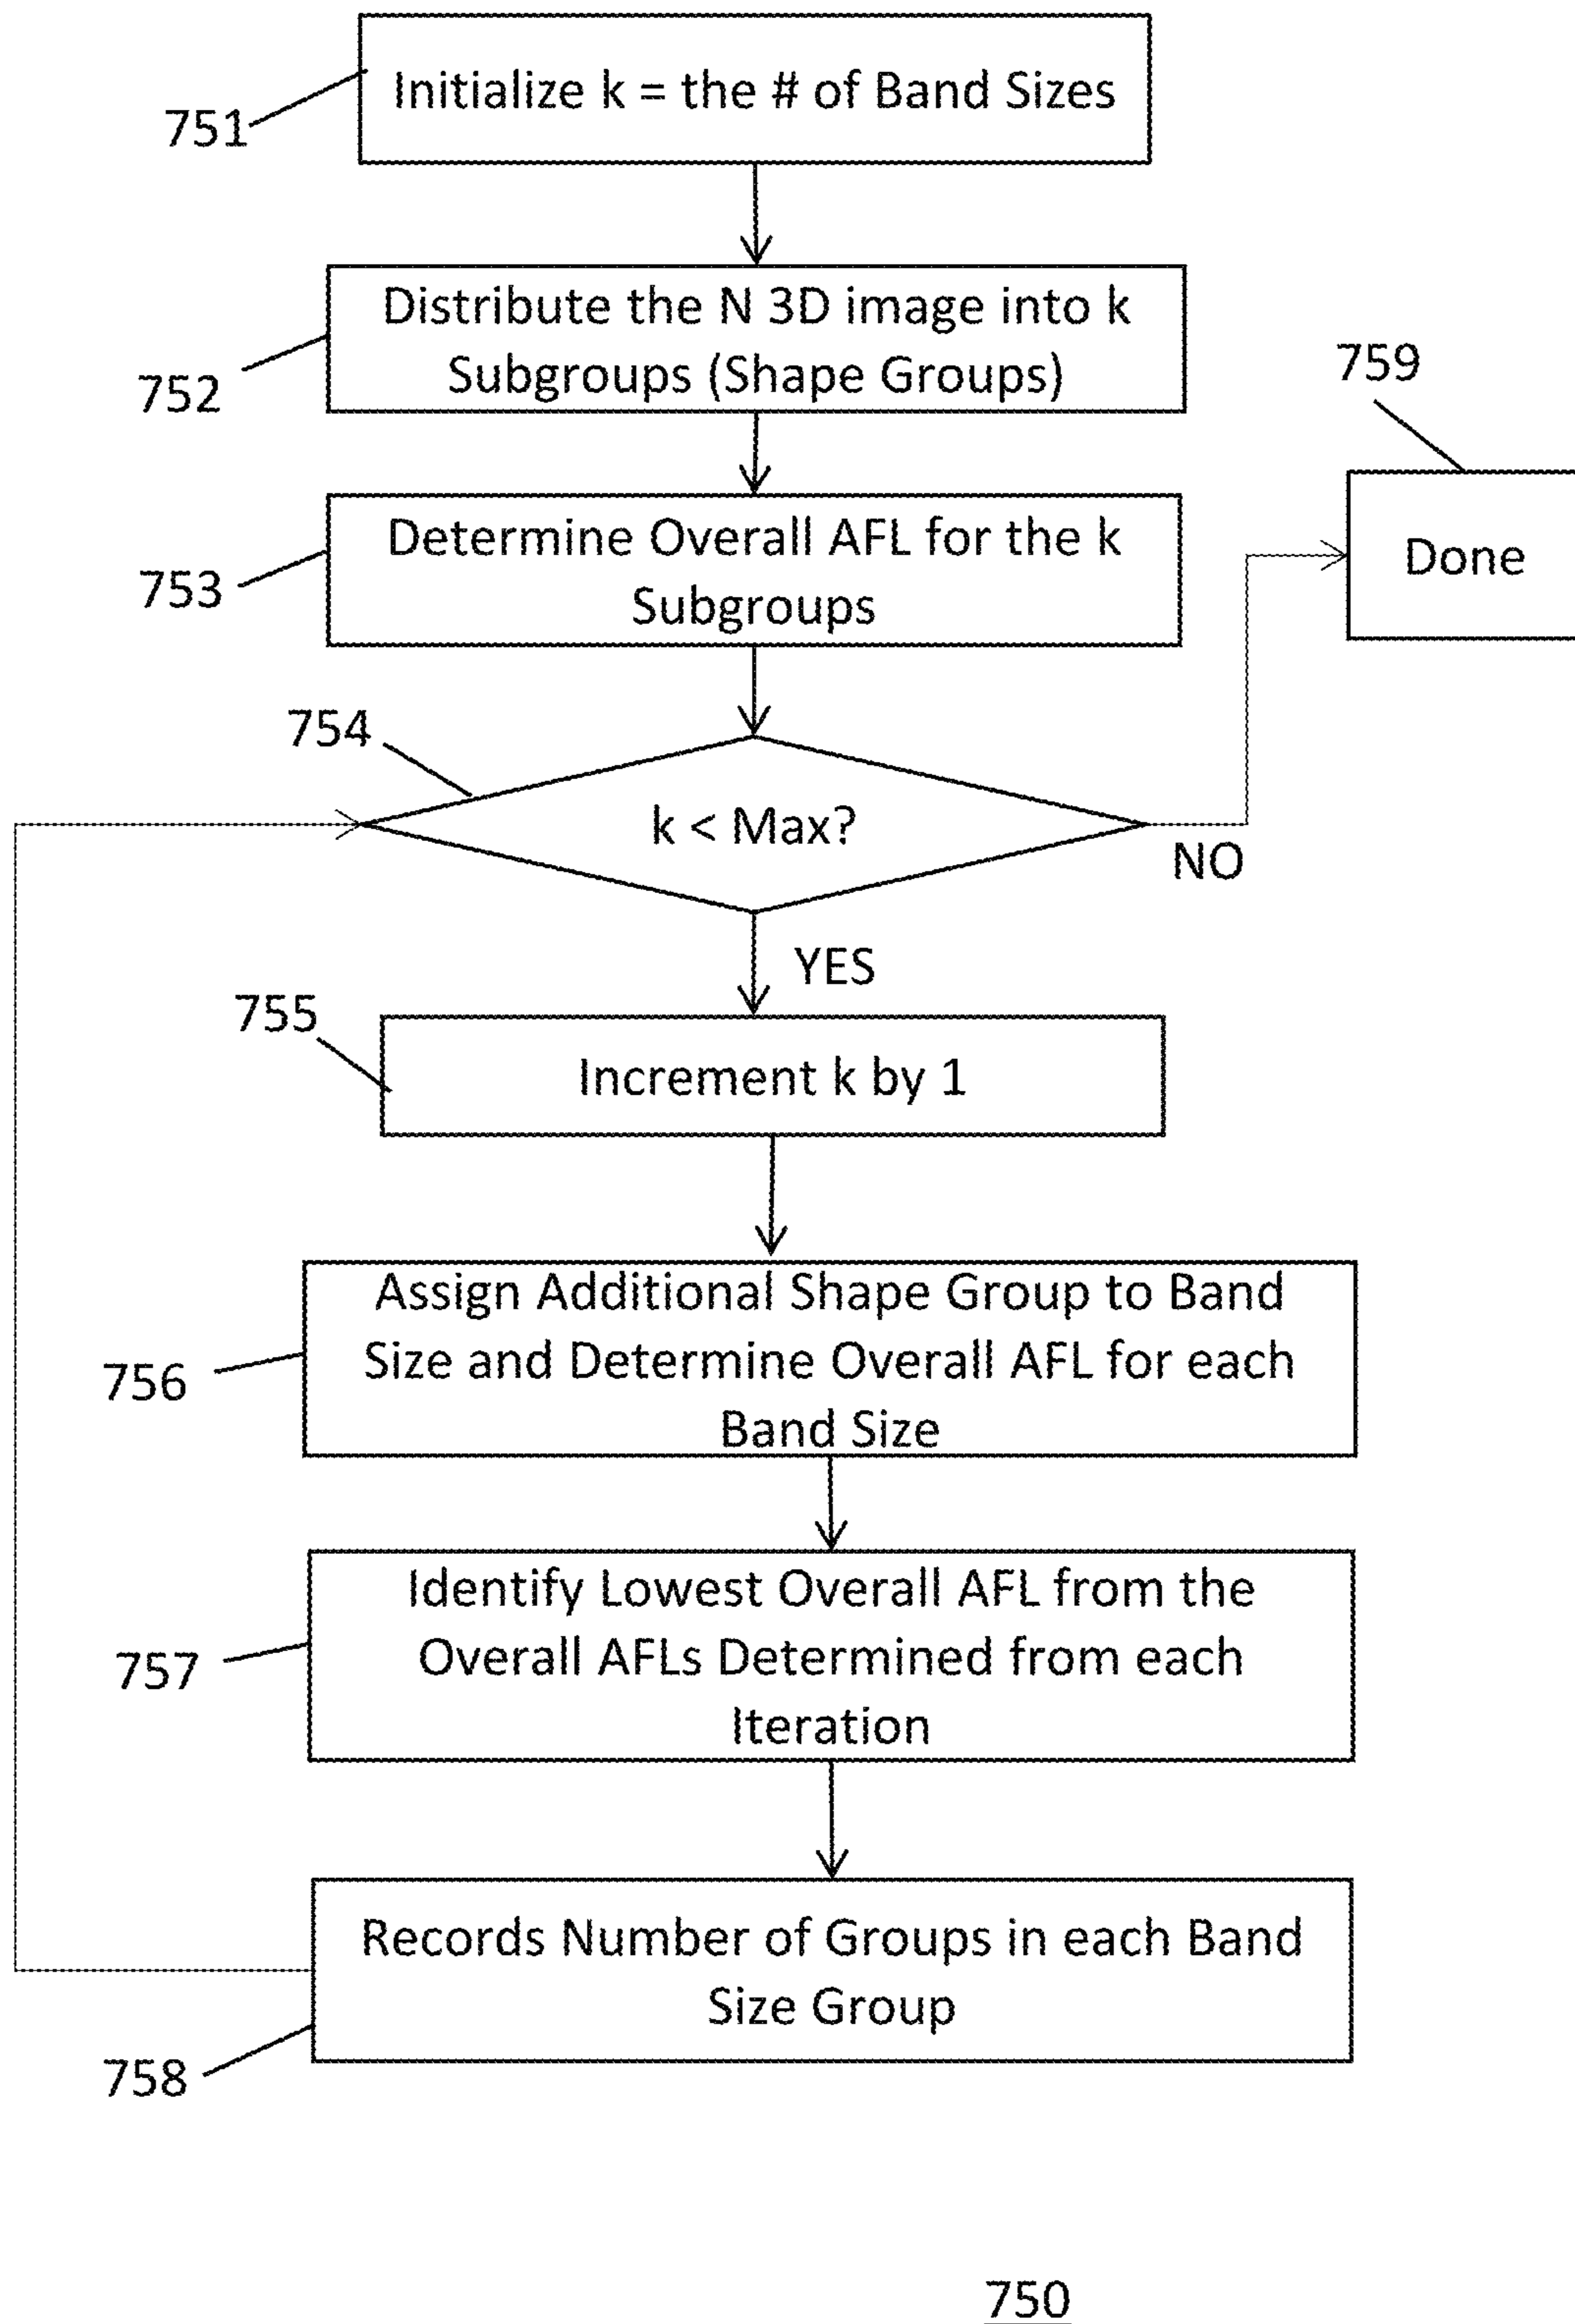 Initialize k = the # of Band Sizes
751
Distribute the N 3D image into k
Subgroups (Shape Groups)
752
759
Determine Overall AFL for the k
Subgroups
753
Done
754
k < Max?
NO
YES
755
Increment k by 1
Assign Additional Shape Group to Band
Size and Determine Overall AFL for each
Band Size
756
Identify Lowest Overall AFL from the
Overall AFLs Determined from each
Iteration
757
Records Number of Groups in each Band
Size Group
758
750